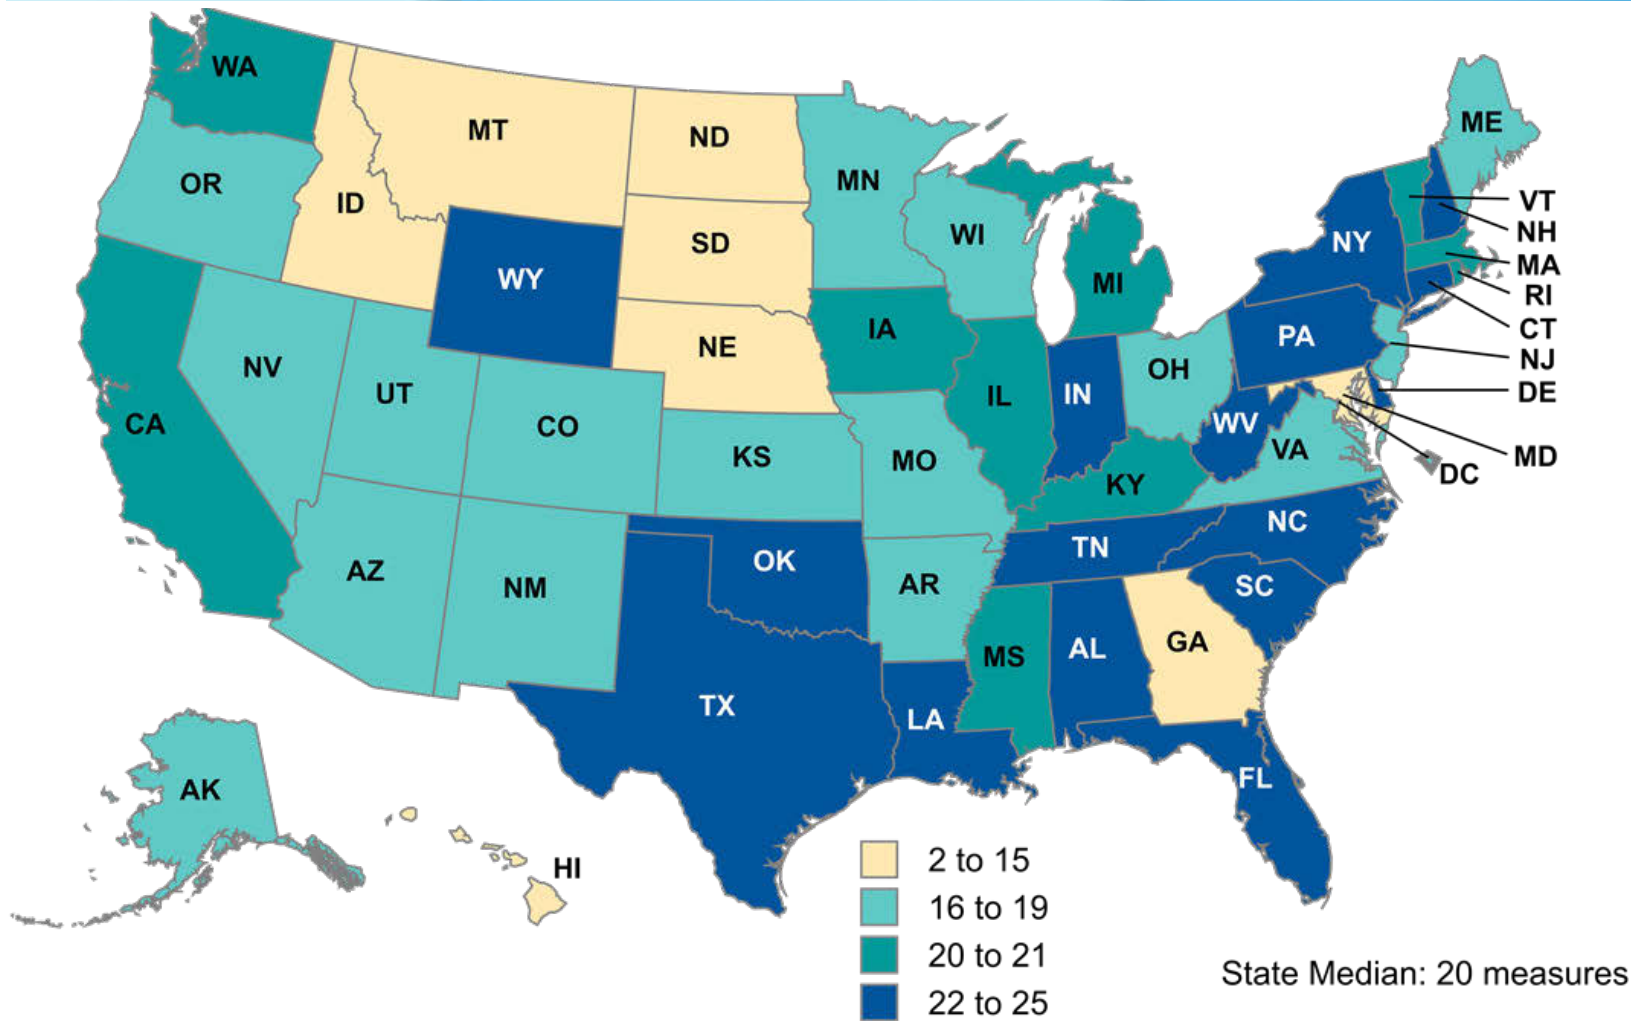 WA
MT
ND
MN
ME
OR
ID
SD
WI
VT
NH
NY
MA
WY
MI
RI
IA
CT
NE
PA
NJ
NV
UT
OH
DE
CA
CO
IL
IN
WV
KS
MO
VA
MD
KY
DC
NC
AZ
NM
OK
TN
AR
SC
MS
AL
GA
TX
LA
AK
FL
HI
2 to 15
16 to 19
20 to 21
State Median: 20 measures
22 to 25